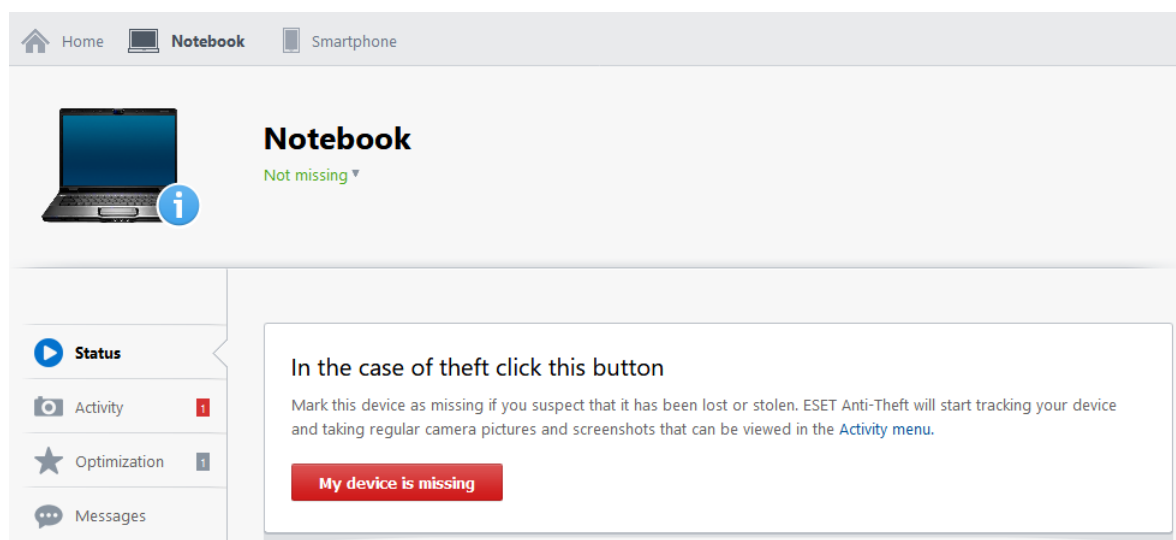 Home Notebook Smartphone
Notebook
Not missing
Status
Activity 1
Optimization 1
Messages
In the case of theft click this button
Mark this device as missing if you suspect that it has been lost or stolen. ESET Anti-Theft will start tracking your device
and taking regular camera pictures and screenshots that can be viewed in the Activity menu.
My device is missing